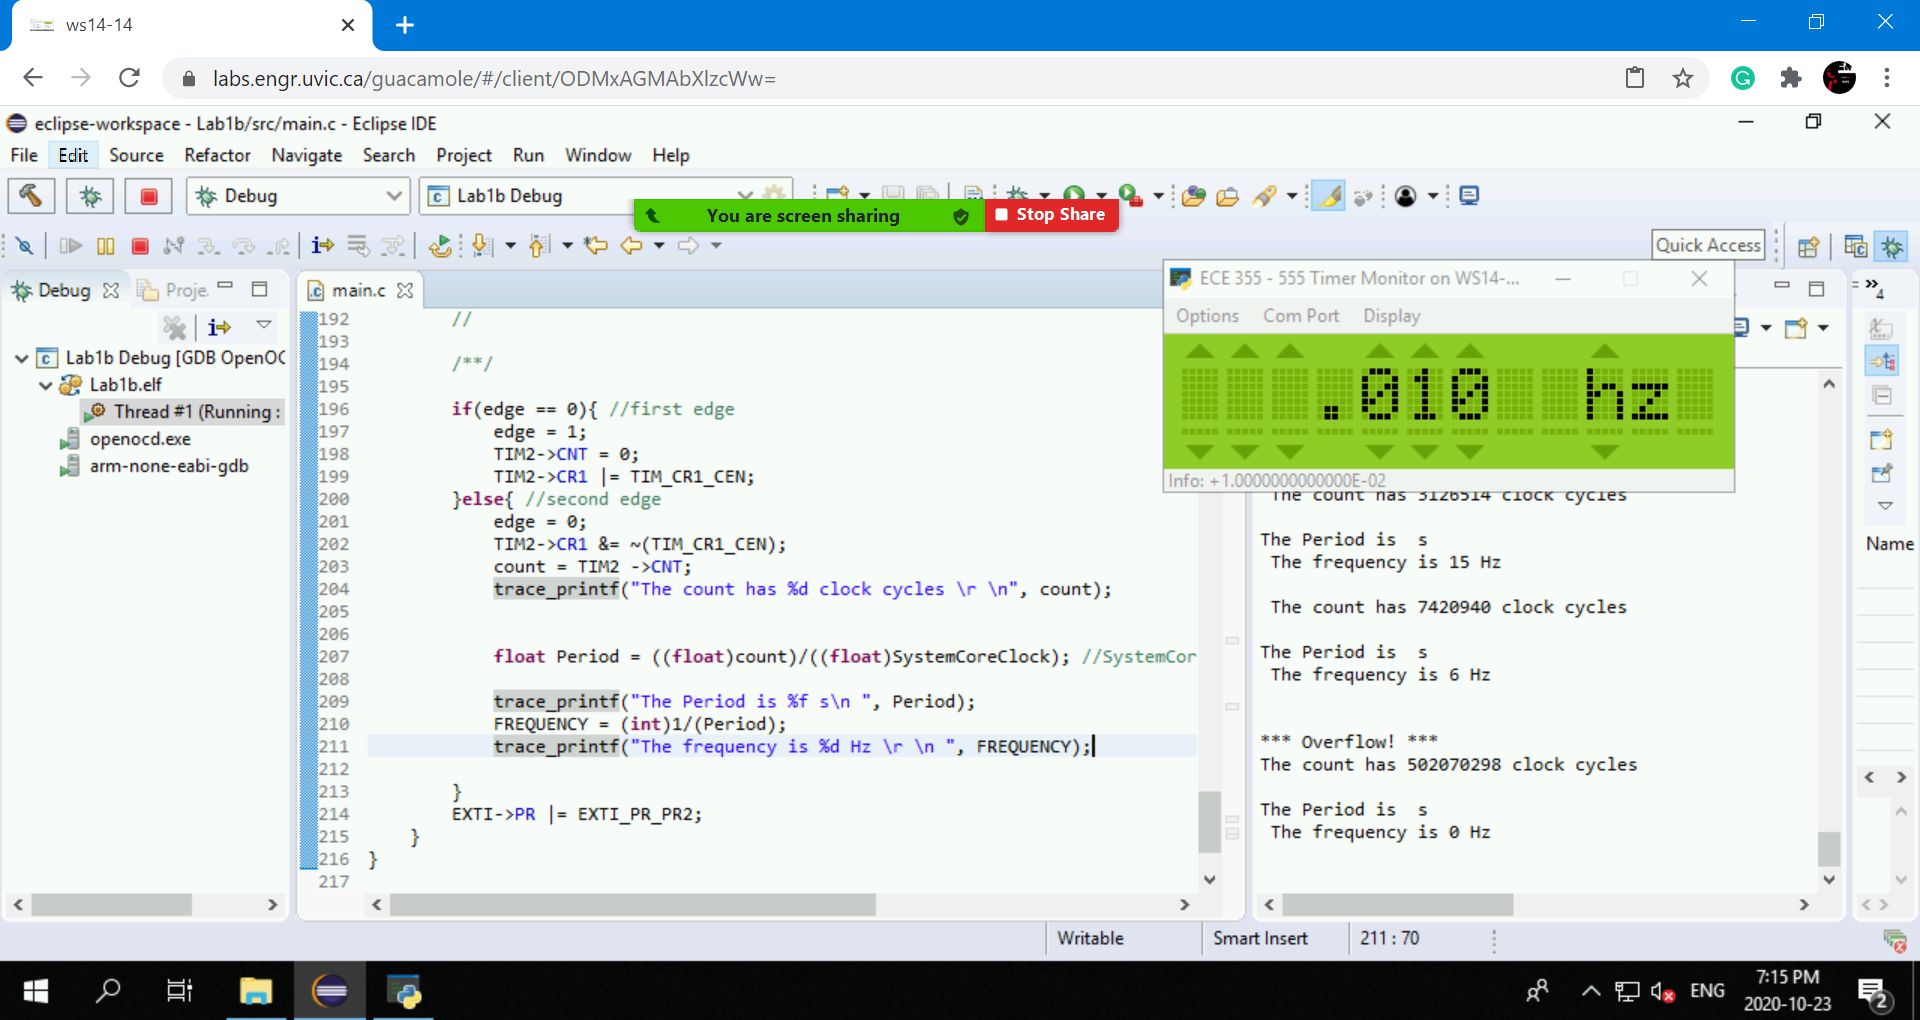 ws14-14
labs.engr.uvic.ca/guacamole/#/client/ODMxAGMAbXlzcWw=
eclipse-workspace - Lab1b/src/main.c - Eclipse IDE
File Edit Source Refactor Navigate Search Project Run Window Help
Debug
Lab1b Debug
You are screen sharing
Stop Share
Quick Access
Debug
Proje.
main.c
ECE 355 - 555 Timer Monitor on WS14-...
Options Com Port Display
.010 hz
Info: +1.0000000000000E-02
Lab1b Debug [GDB OpenOC
Lab1b.elf
Thread #1 (Running :
openocd.exe
arm-none-eabi-gdb
192 //
193
194 /**/
195
196 if(edge == 0){ //first edge
197 edge = 1;
198 TIM2->CNT = 0;
199 TIM2->CR1 |= TIM_CR1_CEN;
200 }else{ //second edge
201 edge = 0;
202 TIM2->CR1 &= ~(TIM_CR1_CEN);
203 count = TIM2 ->CNT;
204 trace_printf("The count has %d clock cycles \r \n", count);
205
206
207 float Period = ((float)count)/((float)SystemCoreClock); //SystemCor
208
209 trace_printf("The Period is %f s\n ", Period);
210 FREQUENCY = (int)1/(Period);
211 trace_printf("The frequency is %d Hz \r \n ", FREQUENCY);
212
213 }
214 EXTI->PR |= EXTI_PR_PR2;
215 }
216 }
217
The count has 3126514 clock cycles
The Period is s
The frequency is 15 Hz
The count has 7420940 clock cycles
The Period is s
The frequency is 6 Hz
*** Overflow! ***
The count has 502070298 clock cycles
The Period is s
The frequency is 0 Hz
4
Name
Writable
Smart Insert
211 : 70
ENG
7:15 PM
2020-10-23
2